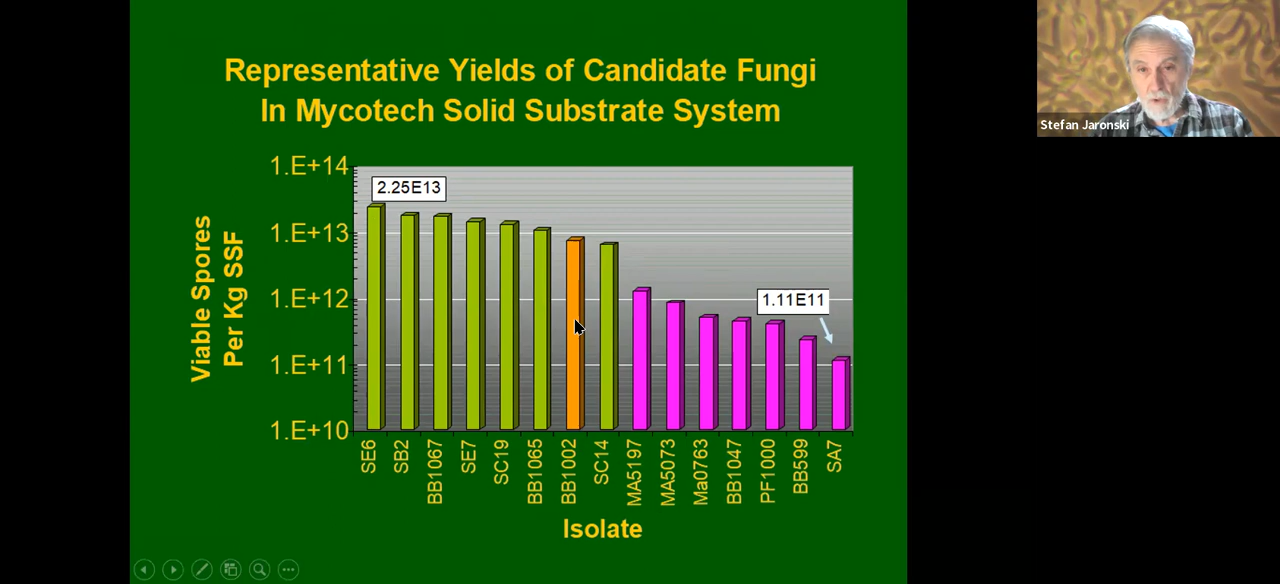 Representative Yields of Candidate Fungi
In Mycotech Solid Substrate System
Stefan Jaronski
Viable Spores
Per Kg SSF
1.E+14
1.E+13
1.E+12
1.E+11
1.E+10
2.25E13
1.11E11
SE6
SB2
BB1067
SE7
SC19
BB1065
BB1002
SC14
MA5197
MA5073
Ma0763
BB1047
PF1000
BB599
SA7
Isolate